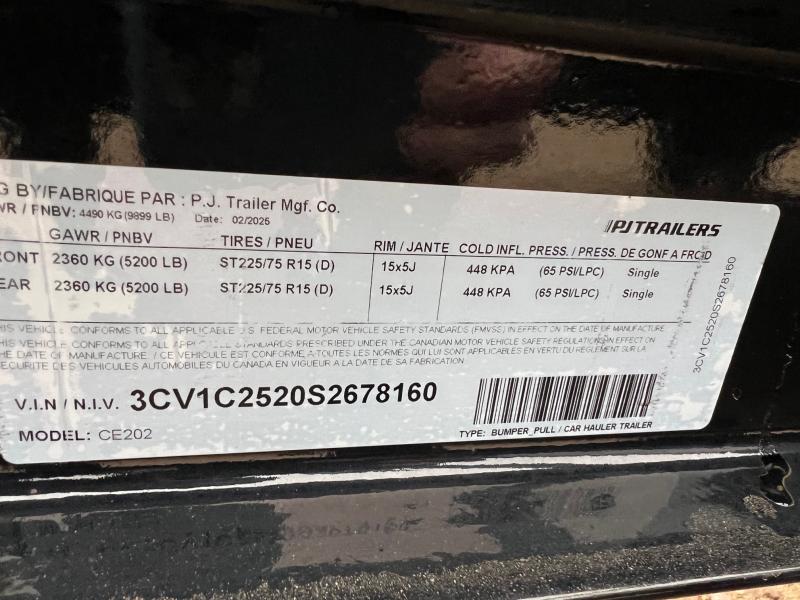 G BY/FABRIQUE PAR : P.J. Trailer Mfg. Co.
WR / PNBV: 4490 KG (9899 LB) Date: 02/2025
PJTRAILERS
GAWR / PNBV TIRES / PNEU RIM / JANTE COLD INFL. PRESS. / PRESS. DE GONF A FROID
RONT 2360 KG (5200 LB) ST225/75 R15 (D) 15x5J 448 KPA (65 PSI/LPC) Single
EAR 2360 KG (5200 LB) ST225/75 R15 (D) 15x5J 448 KPA (65 PSI/LPC) Single
HIS VEHICLE CONFORMS TO ALL APPLICABLE U.S. FEDERAL MOTOR VEHICLE SAFETY STANDARDS (FMVSS) IN EFFECT ON THE DATE OF MANUFACTURE
HIS VEHICLE CONFORMS TO ALL STANDARDS PRESCRIBED UNDER THE CANADIAN MOTOR VEHICLE SAFETY REGULATIONS IN EFFECT ON
HE DATE OF MANUFACTURE. / CE VEHICULE EST CONFORME A TOUTES LES NORMES QUI LUI SONT APPLICABLES EN VERTU DU REGLEMENT SUR LA
ECURITE DES VEHICULES AUTOMOBILES DU CANADA EN VIGUEUR A LA DATE DE SA FABRICATION.
V.I.N / N.I.V. 3CV1C2520S2678160
MODEL: CE202
TYPE: BUMPER_PULL / CAR HAULER TRAILER
3CV1C2520S2678160